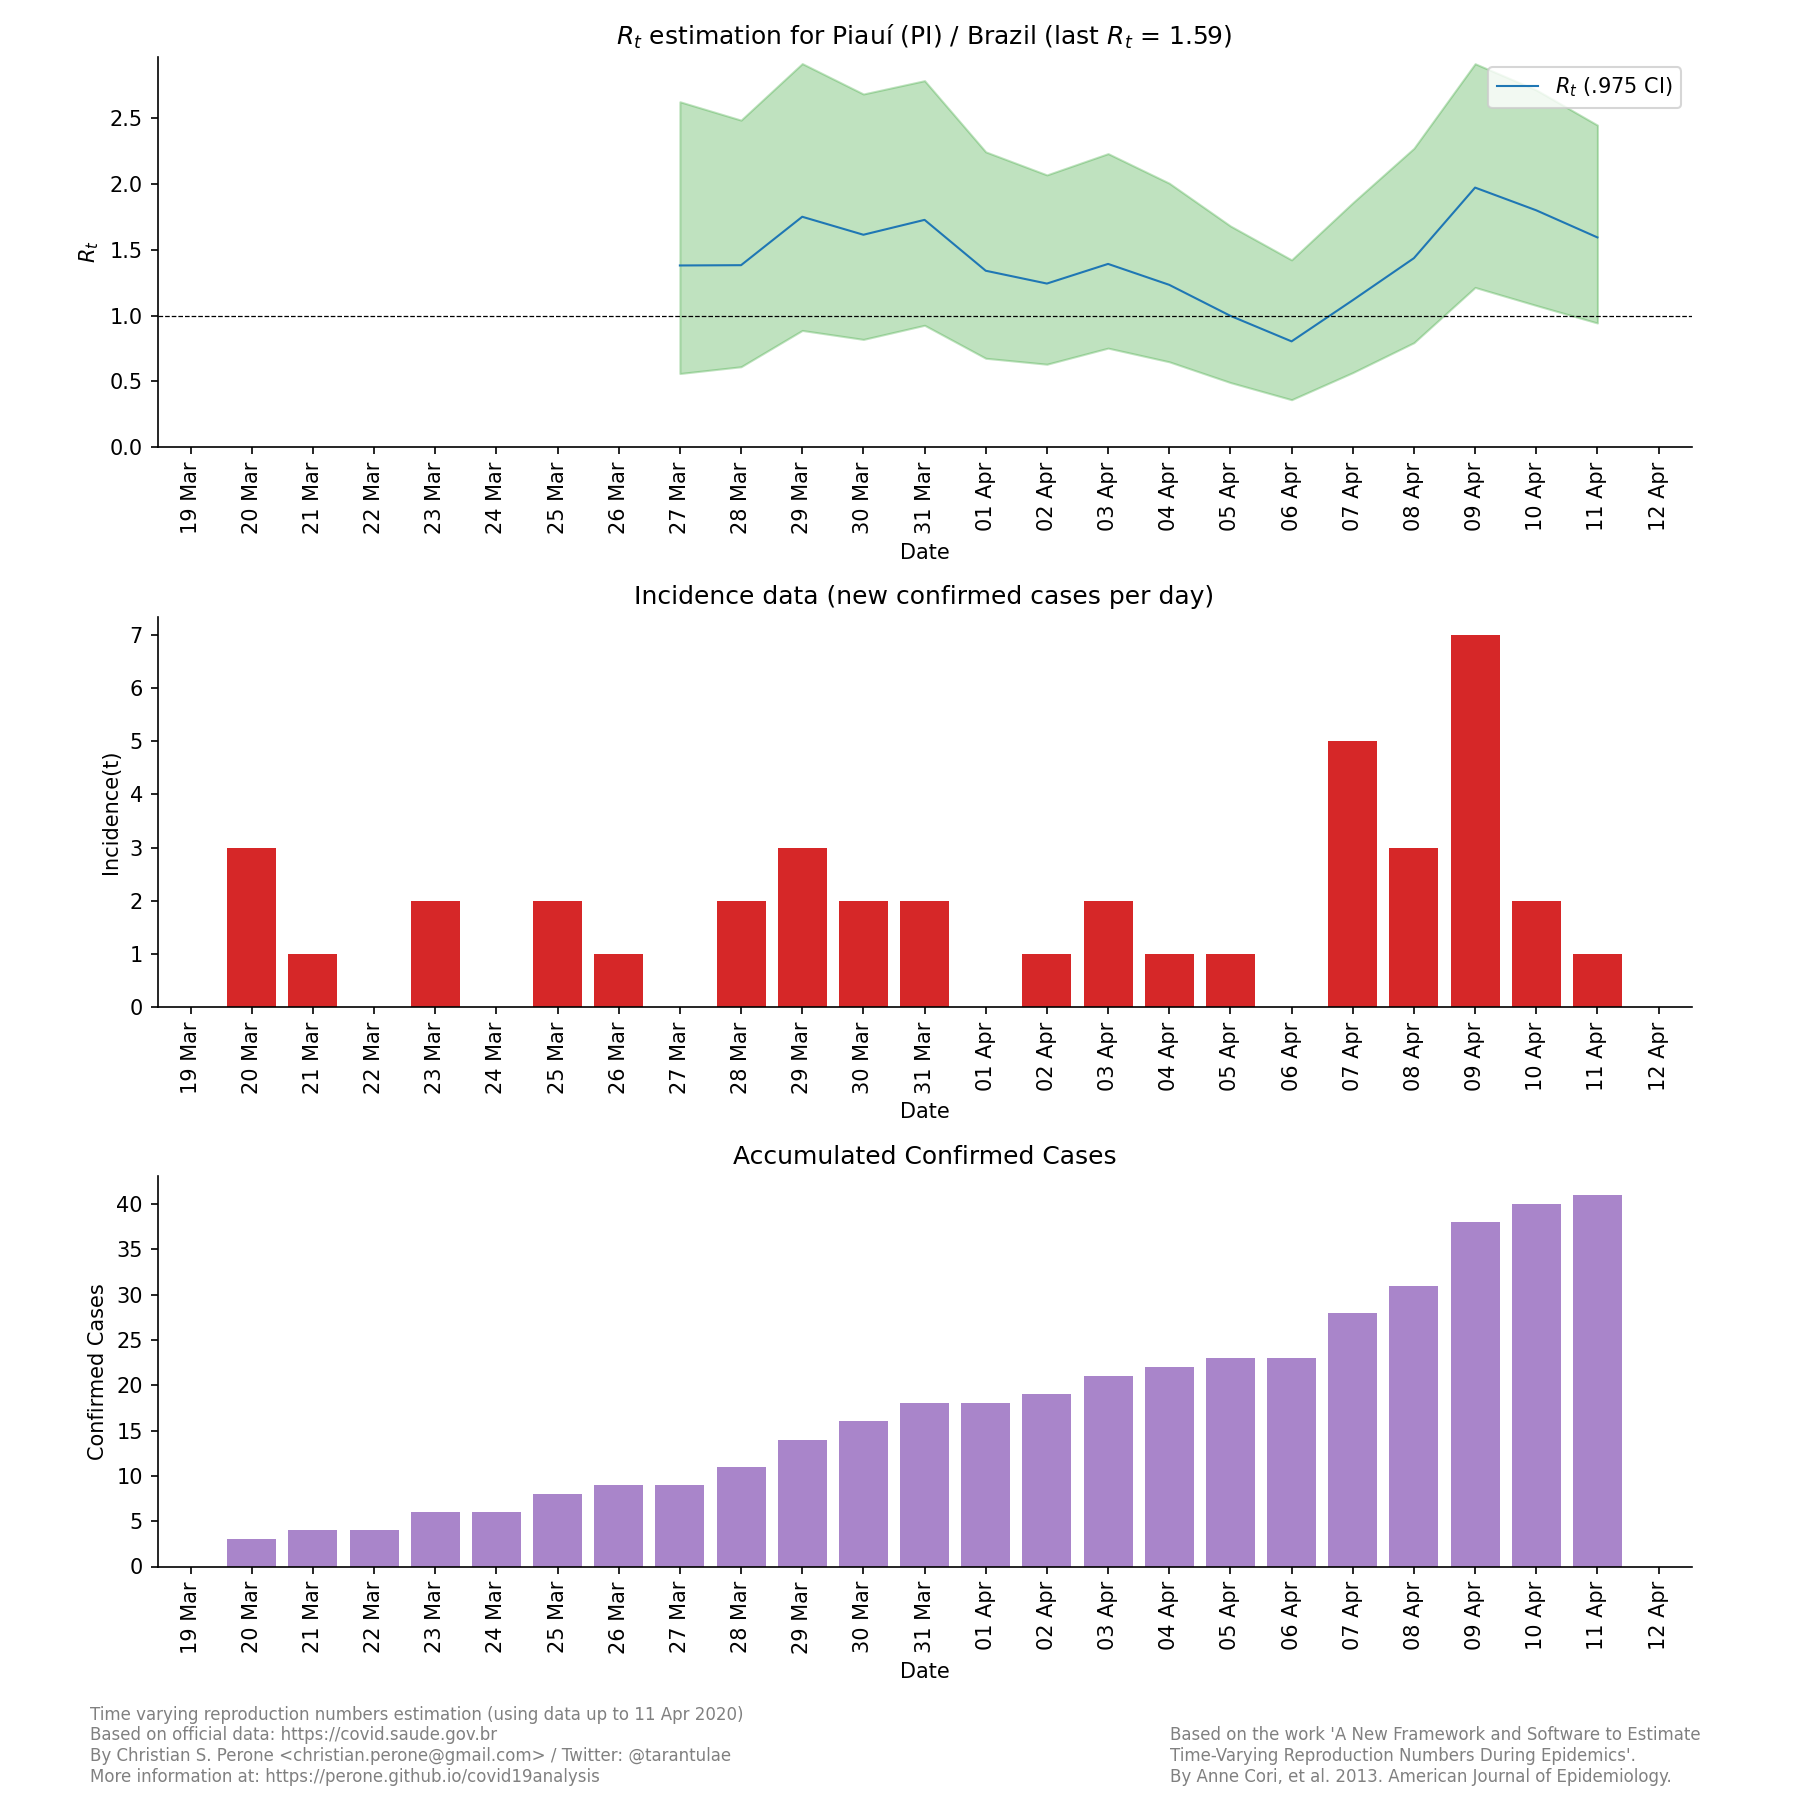 Rt estimation for Piauí (PI) / Brazil (last Rt = 1.59)
Rt (.975 CI)
Rt
2.5
2.0
1.5
1.0
0.5
0.0
19 Mar 20 Mar 21 Mar 22 Mar 23 Mar 24 Mar 25 Mar 26 Mar 27 Mar 28 Mar 29 Mar 30 Mar 31 Mar 01 Apr 02 Apr 03 Apr 04 Apr 05 Apr 06 Apr 07 Apr 08 Apr 09 Apr 10 Apr 11 Apr 12 Apr
Date
Incidence data (new confirmed cases per day)
Incidence(t)
7
6
5
4
3
2
1
0
19 Mar 20 Mar 21 Mar 22 Mar 23 Mar 24 Mar 25 Mar 26 Mar 27 Mar 28 Mar 29 Mar 30 Mar 31 Mar 01 Apr 02 Apr 03 Apr 04 Apr 05 Apr 06 Apr 07 Apr 08 Apr 09 Apr 10 Apr 11 Apr 12 Apr
Date
Accumulated Confirmed Cases
Confirmed Cases
40
35
30
25
20
15
10
5
0
19 Mar 20 Mar 21 Mar 22 Mar 23 Mar 24 Mar 25 Mar 26 Mar 27 Mar 28 Mar 29 Mar 30 Mar 31 Mar 01 Apr 02 Apr 03 Apr 04 Apr 05 Apr 06 Apr 07 Apr 08 Apr 09 Apr 10 Apr 11 Apr 12 Apr
Date
Time varying reproduction numbers estimation (using data up to 11 Apr 2020)
Based on official data: https://covid.saude.gov.br
By Christian S. Perone <christian.perone@gmail.com> / Twitter: @tarantulae
More information at: https://perone.github.io/covid19analysis
Based on the work 'A New Framework and Software to Estimate
Time-Varying Reproduction Numbers During Epidemics'.
By Anne Cori, et al. 2013. American Journal of Epidemiology.